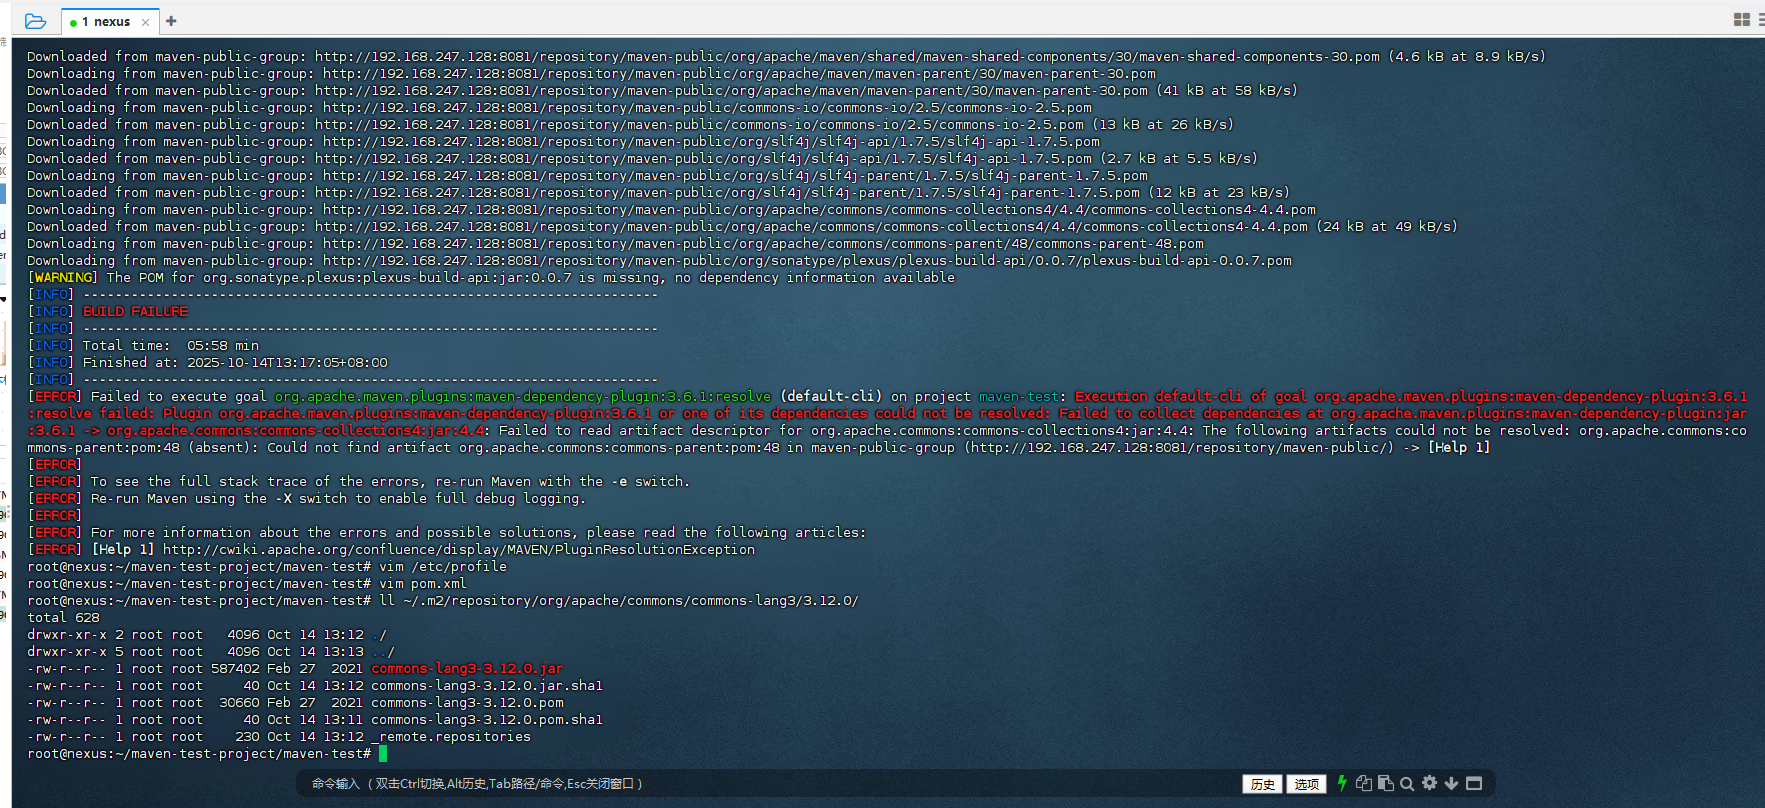 1 nexus × +
Downloaded from maven-public-group: http://192.168.247.128:8081/repository/maven-public/org/apache/maven/shared/maven-shared-components/30/maven-shared-components-30.pom (4.6 kB at 8.9 kB/s)
Downloading from maven-public-group: http://192.168.247.128:8081/repository/maven-public/org/apache/maven/maven-parent/30/maven-parent-30.pom
Downloaded from maven-public-group: http://192.168.247.128:8081/repository/maven-public/org/apache/maven/maven-parent/30/maven-parent-30.pom (41 kB at 58 kB/s)
Downloading from maven-public-group: http://192.168.247.128:8081/repository/maven-public/commons-io/commons-io/2.5/commons-io-2.5.pom
Downloaded from maven-public-group: http://192.168.247.128:8081/repository/maven-public/commons-io/commons-io/2.5/commons-io-2.5.pom (13 kB at 26 kB/s)
Downloading from maven-public-group: http://192.168.247.128:8081/repository/maven-public/org/slf4j/slf4j-api/1.7.5/slf4j-api-1.7.5.pom
Downloaded from maven-public-group: http://192.168.247.128:8081/repository/maven-public/org/slf4j/slf4j-api/1.7.5/slf4j-api-1.7.5.pom (2.7 kB at 5.5 kB/s)
Downloading from maven-public-group: http://192.168.247.128:8081/repository/maven-public/org/slf4j/slf4j-parent/1.7.5/slf4j-parent-1.7.5.pom
Downloaded from maven-public-group: http://192.168.247.128:8081/repository/maven-public/org/slf4j/slf4j-parent/1.7.5/slf4j-parent-1.7.5.pom (12 kB at 23 kB/s)
Downloading from maven-public-group: http://192.168.247.128:8081/repository/maven-public/org/apache/commons/commons-collections4/4.4/commons-collections4-4.4.pom
Downloaded from maven-public-group: http://192.168.247.128:8081/repository/maven-public/org/apache/commons/commons-collections4/4.4/commons-collections4-4.4.pom (24 kB at 49 kB/s)
Downloading from maven-public-group: http://192.168.247.128:8081/repository/maven-public/org/apache/commons/commons-parent/48/commons-parent-48.pom
Downloading from maven-public-group: http://192.168.247.128:8081/repository/maven-public/org/sonatype/plexus/plexus-build-api/0.0.7/plexus-build-api-0.0.7.pom
[WARNING] The POM for org.sonatype.plexus:plexus-build-api:jar:0.0.7 is missing, no dependency information available
[INFO] ------------------------------------------------------------------------
[INFO] BUILD FAILURE
[INFO] ------------------------------------------------------------------------
[INFO] Total time:  05:58 min
[INFO] Finished at: 2025-10-14T13:17:05+08:00
[INFO] ------------------------------------------------------------------------
[ERROR] Failed to execute goal org.apache.maven.plugins:maven-dependency-plugin:3.6.1:resolve (default-cli) on project maven-test: Execution default-cli of goal org.apache.maven.plugins:maven-dependency-plugin:3.6.1
:resolve failed: Plugin org.apache.maven.plugins:maven-dependency-plugin:3.6.1 or one of its dependencies could not be resolved: Failed to collect dependencies at org.apache.maven.plugins:maven-dependency-plugin:jar
:3.6.1 -> org.apache.commons:commons-collections4:jar:4.4: Failed to read artifact descriptor for org.apache.commons:commons-collections4:jar:4.4: The following artifacts could not be resolved: org.apache.commons:co
mmons-parent:pom:48 (absent): Could not find artifact org.apache.commons:commons-parent:pom:48 in maven-public-group (http://192.168.247.128:8081/repository/maven-public/) -> [Help 1]
[ERROR]
[ERROR] To see the full stack trace of the errors, re-run Maven with the -e switch.
[ERROR] Re-run Maven using the -X switch to enable full debug logging.
[ERROR]
[ERROR] For more information about the errors and possible solutions, please read the following articles:
[ERROR] [Help 1] http://cwiki.apache.org/confluence/display/MAVEN/PluginResolutionException
root@nexus:~/maven-test-project/maven-test# vim /etc/profile
root@nexus:~/maven-test-project/maven-test# vim pom.xml
root@nexus:~/maven-test-project/maven-test# ll ~/.m2/repository/org/apache/commons/commons-lang3/3.12.0/
total 628
drwxr-xr-x 2 root root   4096 Oct 14 13:12 ./
drwxr-xr-x 5 root root   4096 Oct 14 13:13 ../
-rw-r--r-- 1 root root 587402 Feb 27  2021 commons-lang3-3.12.0.jar
-rw-r--r-- 1 root root     40 Oct 14 13:12 commons-lang3-3.12.0.jar.sha1
-rw-r--r-- 1 root root  30660 Feb 27  2021 commons-lang3-3.12.0.pom
-rw-r--r-- 1 root root     40 Oct 14 13:11 commons-lang3-3.12.0.pom.sha1
-rw-r--r-- 1 root root    230 Oct 14 13:12 _remote.repositories
root@nexus:~/maven-test-project/maven-test#
命令输入 （双击Ctrl切换,Alt历史,Tab路径/命令,Esc关闭窗口） 历史 选项